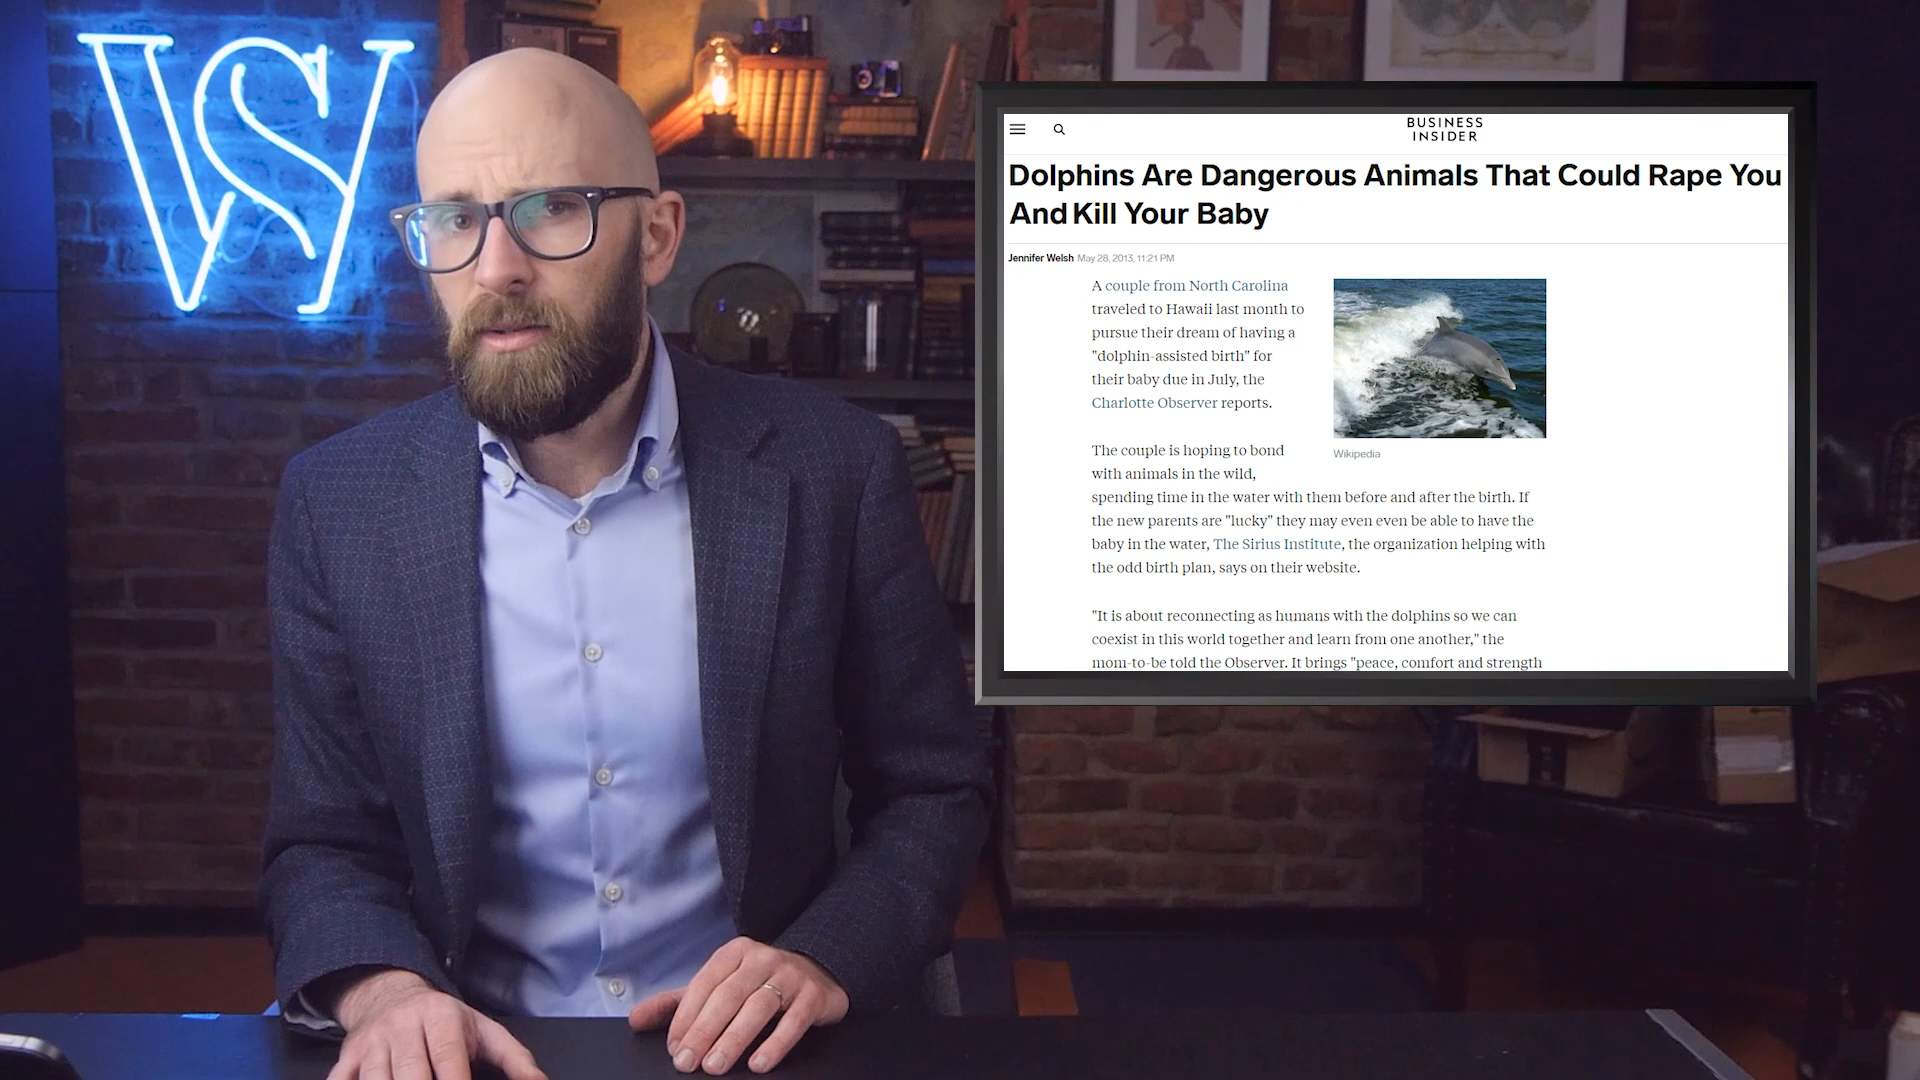 WS
BUSINESS
INSIDER
Dolphins Are Dangerous Animals That Could Rape You
And Kill Your Baby
Jennifer Welsh May 28, 2013, 11:21 PM
A couple from North Carolina
traveled to Hawaii last month to
pursue their dream of having a
"dolphin-assisted birth" for
their baby due in July, the
Charlotte Observer reports.
Wikipedia
The couple is hoping to bond
with animals in the wild,
spending time in the water with them before and after the birth. If
the new parents are "lucky" they may even even be able to have the
baby in the water, The Sirius Institute, the organization helping with
the odd birth plan, says on their website.
"It is about reconnecting as humans with the dolphins so we can
coexist in this world together and learn from one another," the
mom-to-be told the Observer. It brings "peace, comfort and strength